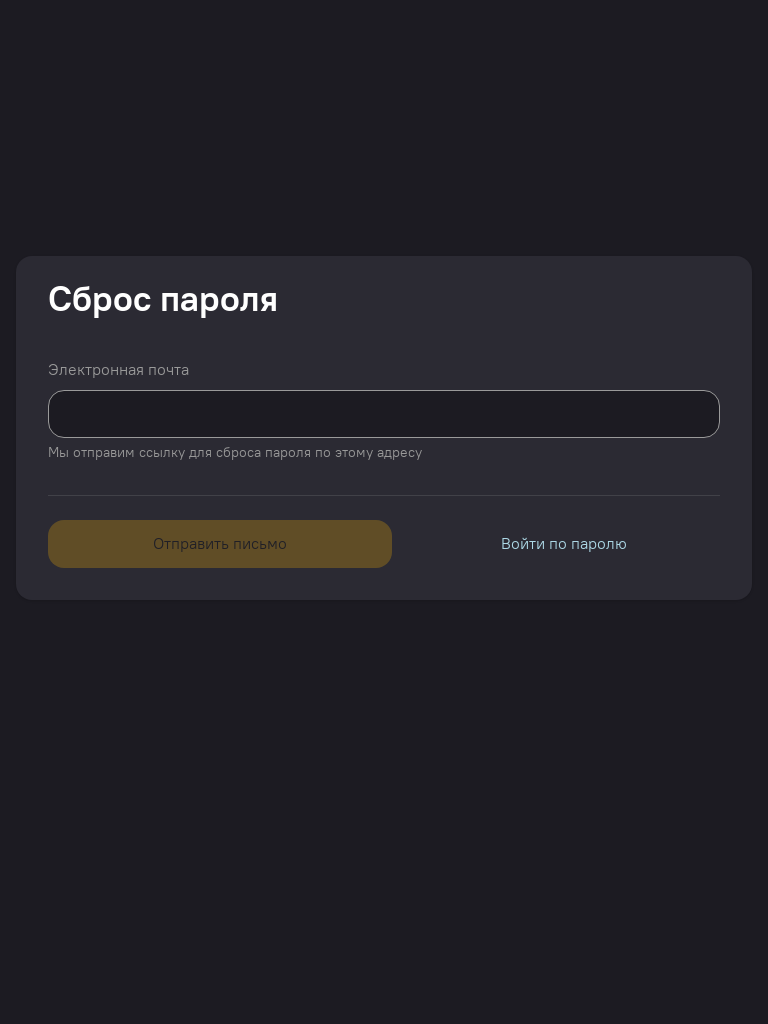 Сброс пароля
Электронная почта
Мы отправим ссылку для сброса пароля по этому адресу
Отправить письмо
Войти по паролю